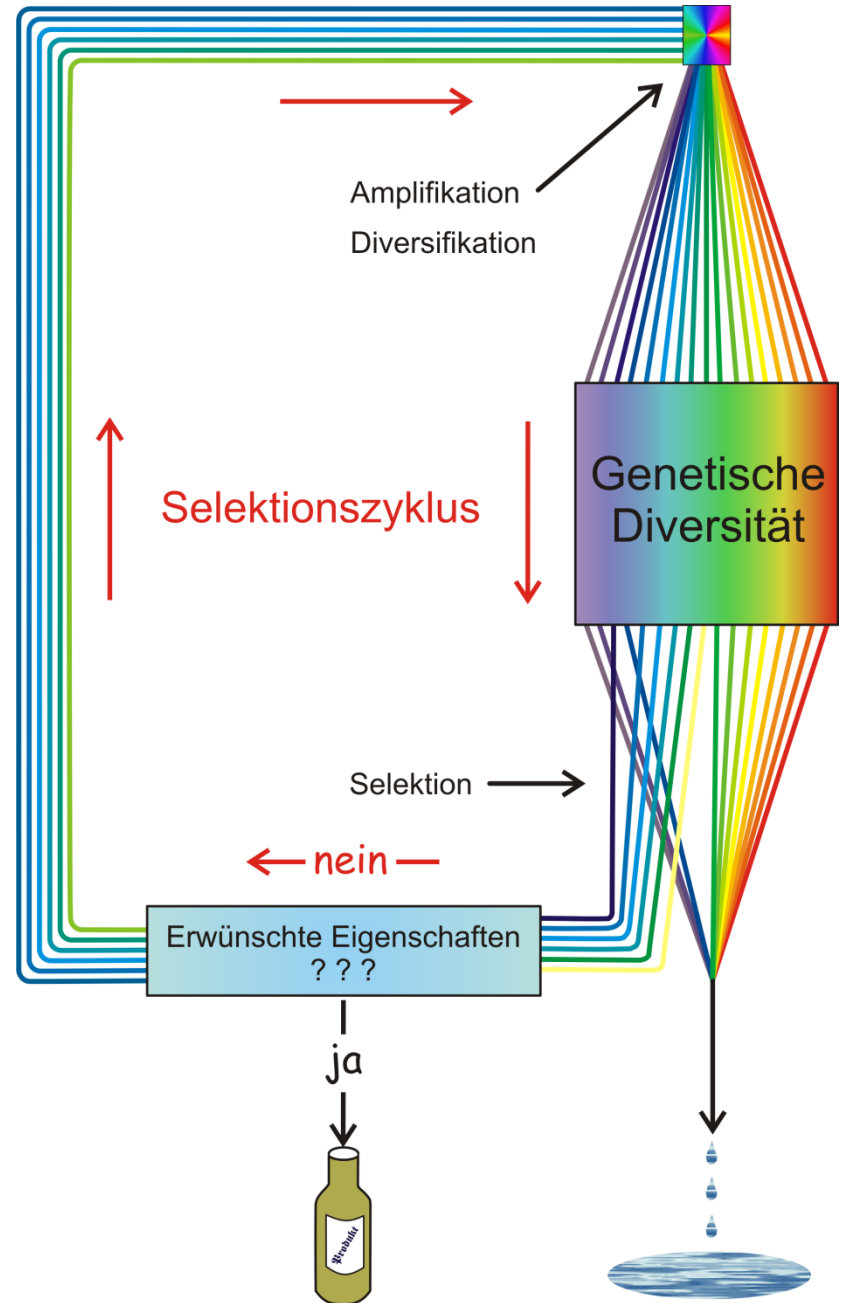 Amplifikation
Diversifikation
Genetische
Diversität
Selektionszyklus
Selektion
nein
Erwünschte Eigenschaften
? ? ?
ja
Produkt